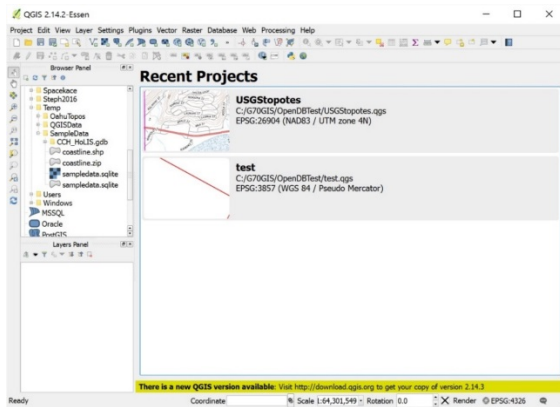 QGIS 2.14.2-Essen
Project Edit View Layer Settings Plugins Vector Raster Database Web Processing Help
Browser Panel
Spacekace
Steph2016
Temp
OahuTopos
QGISData
SampleData
CCH_HoLIS.gdb
coastline.shp
coastline.zip
sampledata.sqlite
sampledata.sqlite
Users
Windows
MSSQL
Oracle
PostGIS
Layers Panel
Recent Projects
USGStopotes
C:/G70GIS/OpenDBTest/USGStopotes.qgs
EPSG:26904 (NAD83 / UTM zone 4N)
test
C:/G70GIS/OpenDBTest/test.qgs
EPSG:3857 (WGS 84 / Pseudo Mercator)
There is a new QGIS version available: Visit http://download.qgis.org to get your copy of version 2.14.3
Ready Coordinate Scale 1:64,301,549 Rotation 0.0 Render EPSG:4326